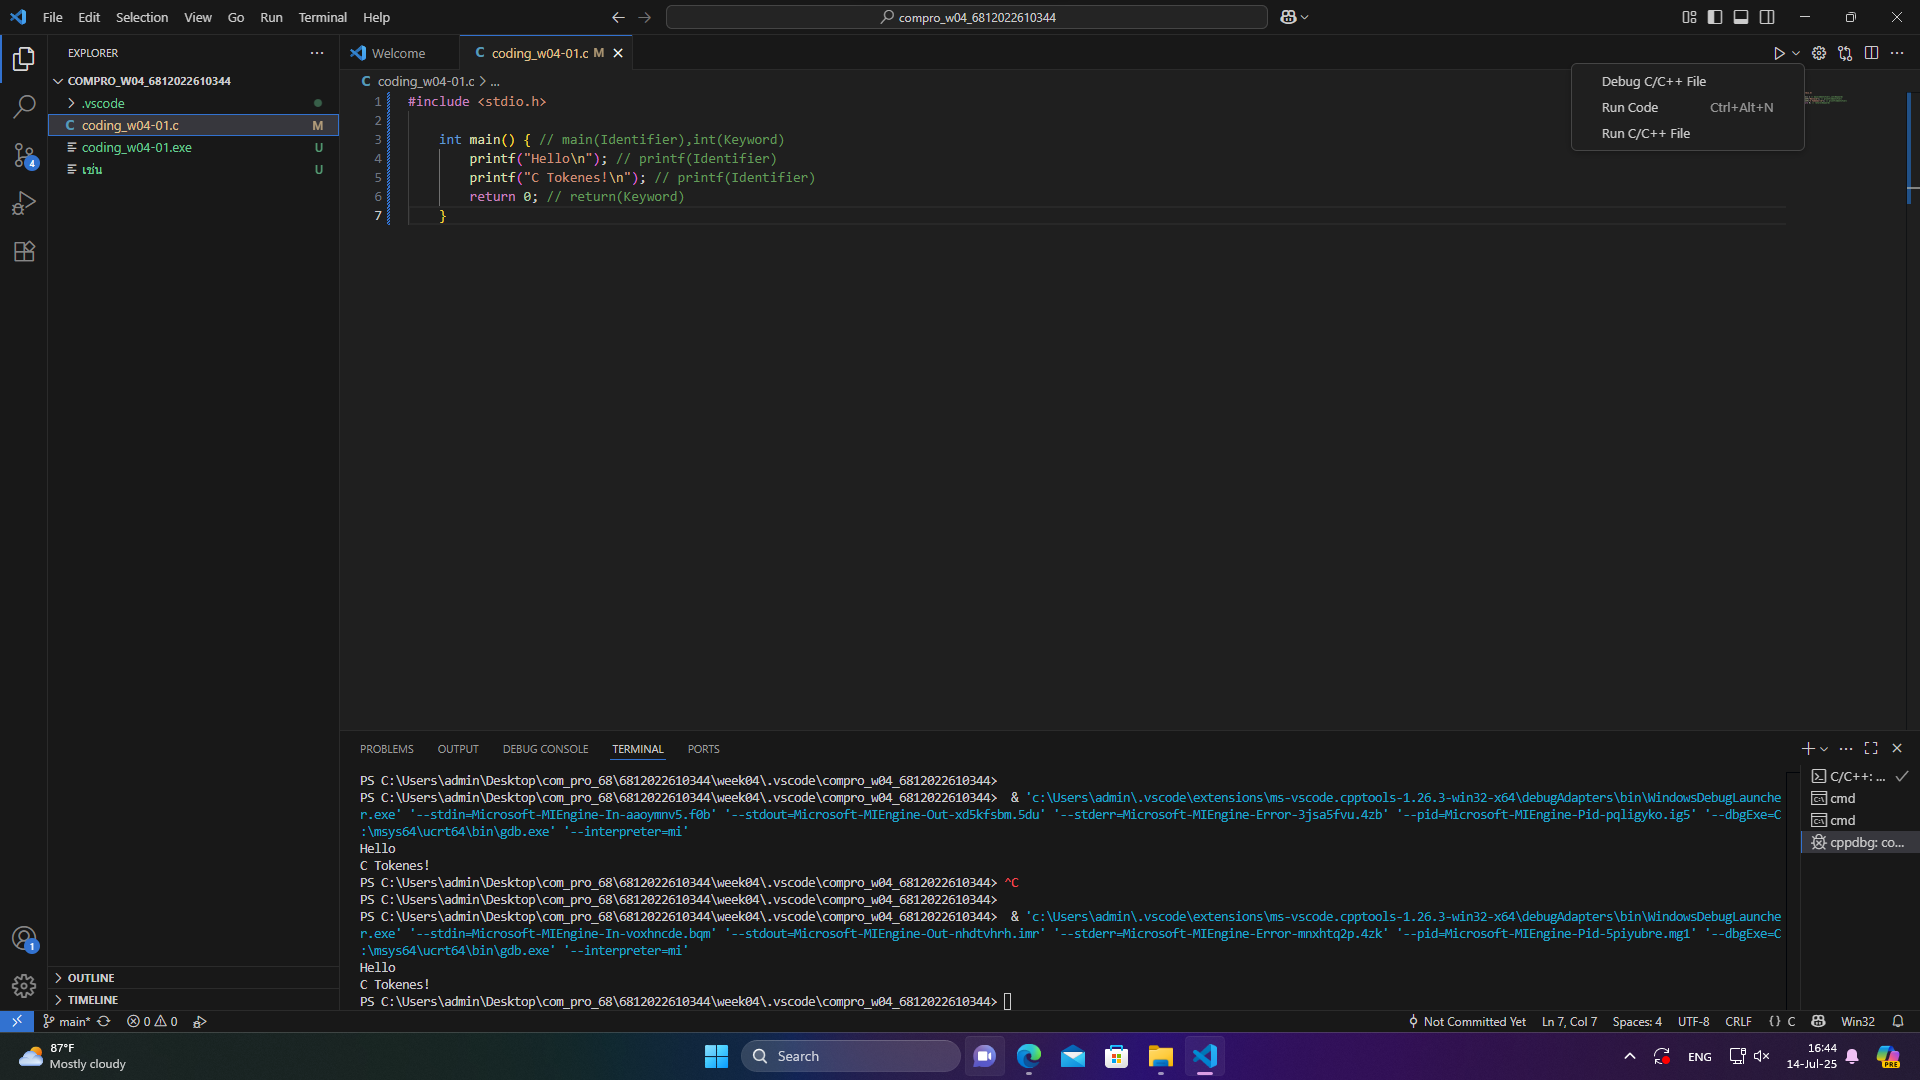 File Edit Selection View Go Run Terminal Help
compro_w04_6812022610344
EXPLORER
Welcome
C coding_w04-01.c M
COMPRO_W04_6812022610344
.vscode
C coding_w04-01.c M
coding_w04-01.exe U
เช่น U
C coding_w04-01.c > ...
1 #include <stdio.h>
2
3 int main() { // main(Identifier),int(Keyword)
4 printf("Hello\n"); // printf(Identifier)
5 printf("C Tokenes!\n"); // printf(Identifier)
6 return 0; // return(Keyword)
7 }
Debug C/C++ File
Run Code Ctrl+Alt+N
Run C/C++ File
4
1
OUTLINE
TIMELINE
PROBLEMS OUTPUT DEBUG CONSOLE TERMINAL PORTS
PS C:\Users\admin\Desktop\com_pro_68\6812022610344\week04\.vscode\compro_w04_6812022610344>
PS C:\Users\admin\Desktop\com_pro_68\6812022610344\week04\.vscode\compro_w04_6812022610344> & 'c:\Users\admin\.vscode\extensions\ms-vscode.cpptools-1.26.3-win32-x64\debugAdapters\bin\WindowsDebugLaunche
r.exe' '--stdin=Microsoft-MIEngine-In-aaoymnv5.f0b' '--stdout=Microsoft-MIEngine-Out-xd5kfsbm.5du' '--stderr=Microsoft-MIEngine-Error-3jsa5fvu.4zb' '--pid=Microsoft-MIEngine-Pid-pqligyko.ig5' '--dbgExe=C
:\msys64\ucrt64\bin\gdb.exe' '--interpreter=mi'
Hello
C Tokenes!
PS C:\Users\admin\Desktop\com_pro_68\6812022610344\week04\.vscode\compro_w04_6812022610344> ^C
PS C:\Users\admin\Desktop\com_pro_68\6812022610344\week04\.vscode\compro_w04_6812022610344>
PS C:\Users\admin\Desktop\com_pro_68\6812022610344\week04\.vscode\compro_w04_6812022610344> & 'c:\Users\admin\.vscode\extensions\ms-vscode.cpptools-1.26.3-win32-x64\debugAdapters\bin\WindowsDebugLaunche
r.exe' '--stdin=Microsoft-MIEngine-In-voxhncde.bqm' '--stdout=Microsoft-MIEngine-Out-nhdtvhrh.imr' '--stderr=Microsoft-MIEngine-Error-mnxhtq2p.4zk' '--pid=Microsoft-MIEngine-Pid-5piyubre.mg1' '--dbgExe=C
:\msys64\ucrt64\bin\gdb.exe' '--interpreter=mi'
Hello
C Tokenes!
PS C:\Users\admin\Desktop\com_pro_68\6812022610344\week04\.vscode\compro_w04_6812022610344>
C/C++: ...
cmd
cmd
cppdbg: co...
main* 0 0 Not Committed Yet Ln 7, Col 7 Spaces: 4 UTF-8 CRLF {} C Win32
87°F
Mostly cloudy
Search
ENG
16:44
14-Jul-25
PRE